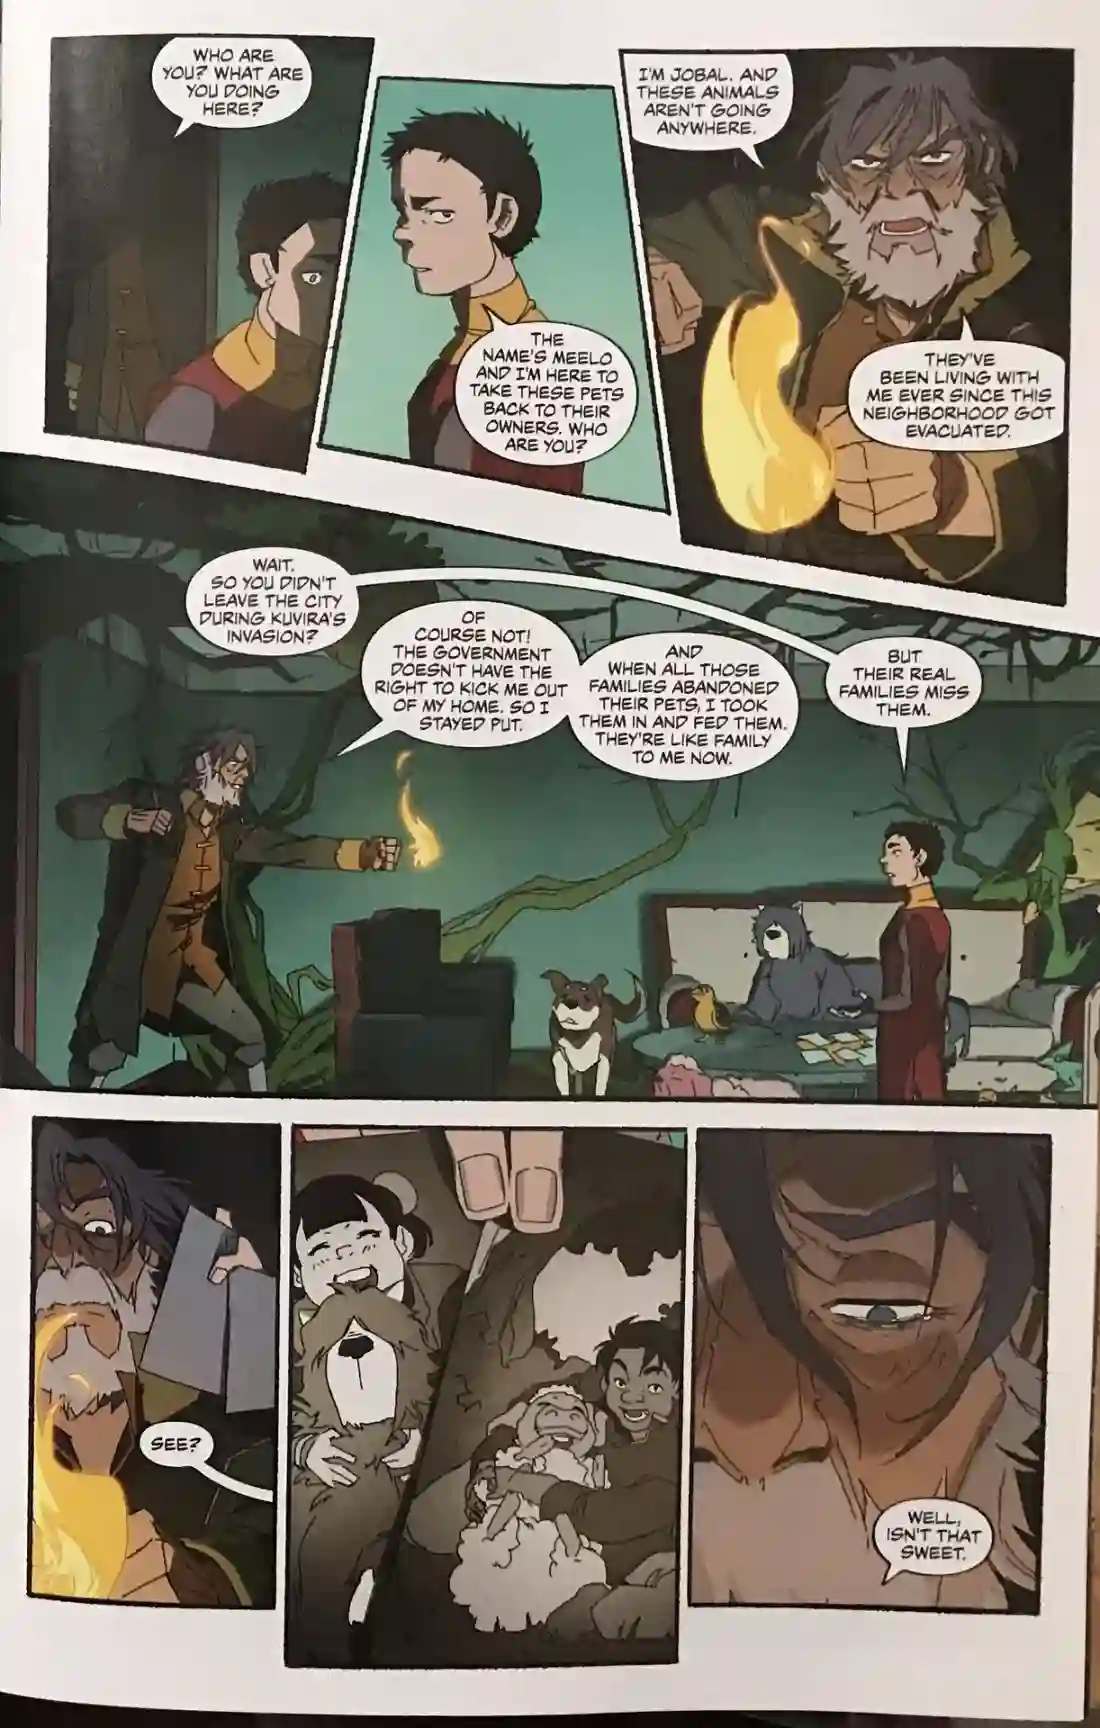 WHO ARE
YOU? WHAT ARE
YOU DOING
HERE?
THE
NAME'S MEELO
AND I'M HERE TO
TAKE THESE PETS
BACK TO THEIR
OWNERS. WHO
ARE YOU?
I'M JOBAL. AND
THESE ANIMALS
AREN'T GOING
ANYWHERE.
THEY'VE
BEEN LIVING WITH
ME EVER SINCE THIS
NEIGHBORHOOD GOT
EVACUATED.
WAIT.
SO YOU DIDN'T
LEAVE THE CITY
DURING KUVIRA'S
INVASION?
OF
COURSE NOT!
THE GOVERNMENT
DOESN'T HAVE THE
RIGHT TO KICK ME OUT
OF MY HOME. SO I
STAYED PUT.
AND
WHEN ALL THOSE
FAMILIES ABANDONED
THEIR PETS, I TOOK
THEM IN AND FED THEM.
THEY'RE LIKE FAMILY
TO ME NOW.
BUT
THEIR REAL
FAMILIES MISS
THEM.
SEE?
WELL,
ISN'T THAT
SWEET.